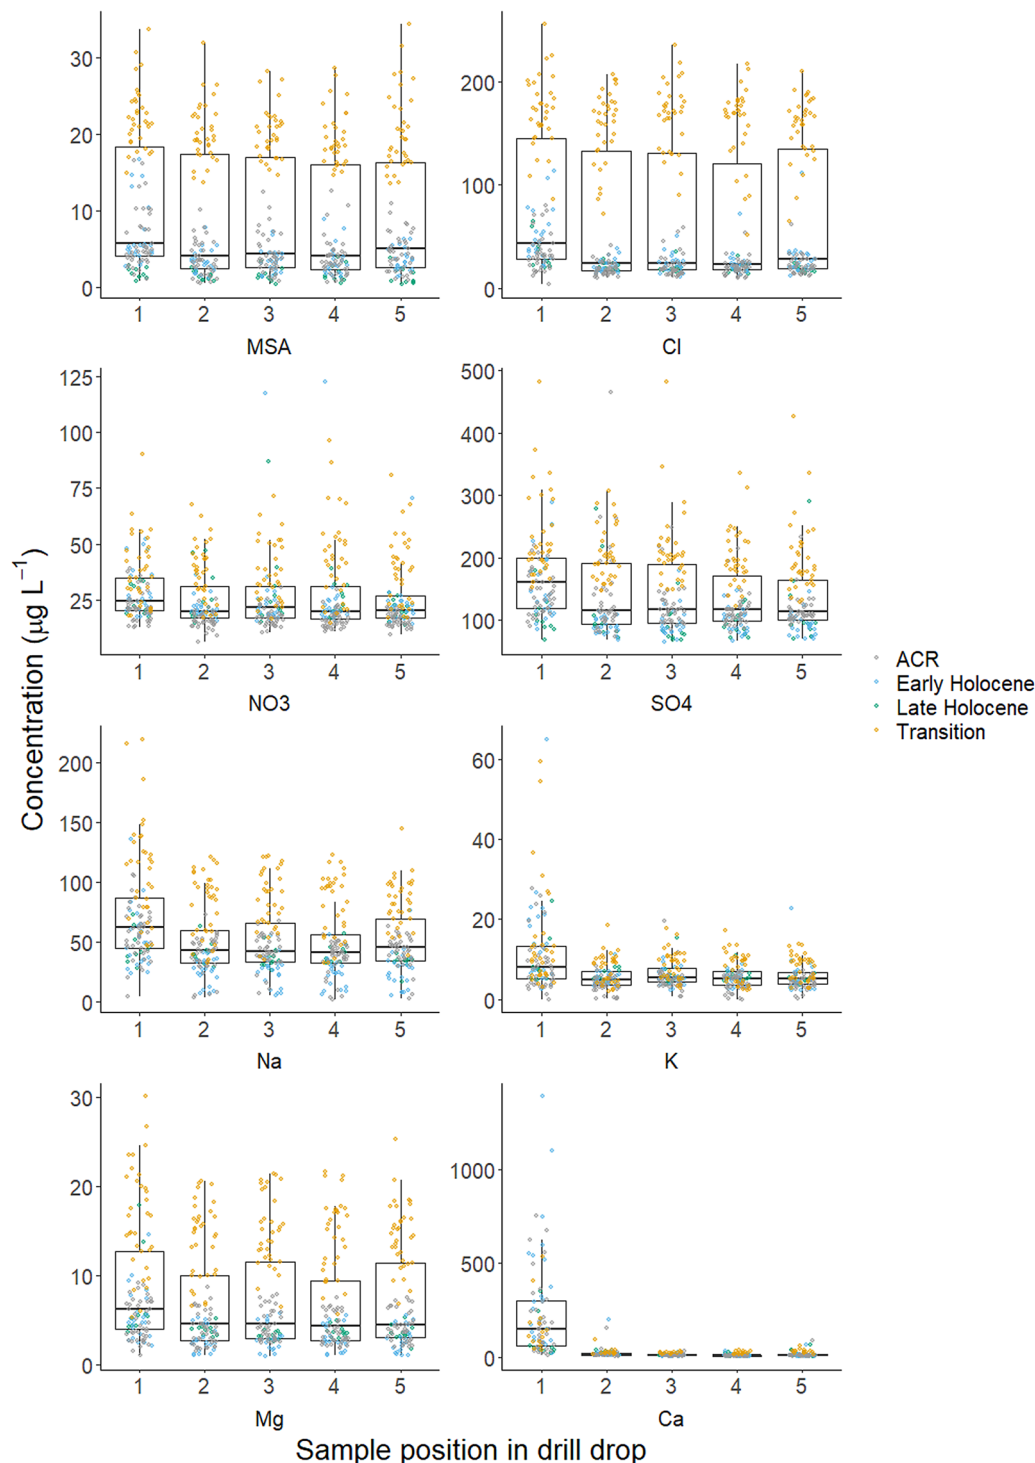 30
20
10
0
1 2 3 4 5
MSA
200
100
0
1 2 3 4 5
Cl
125
100
75
50
25
1 2 3 4 5
NO3
500
400
300
200
100
1 2 3 4 5
SO4
200
150
100
50
0
1 2 3 4 5
Na
60
40
20
0
1 2 3 4 5
K
30
20
10
0
1 2 3 4 5
Mg
1000
500
0
1 2 3 4 5
Ca
Concentration (µg L⁻¹)
Sample position in drill drop
ACR
Early Holocene
Late Holocene
Transition